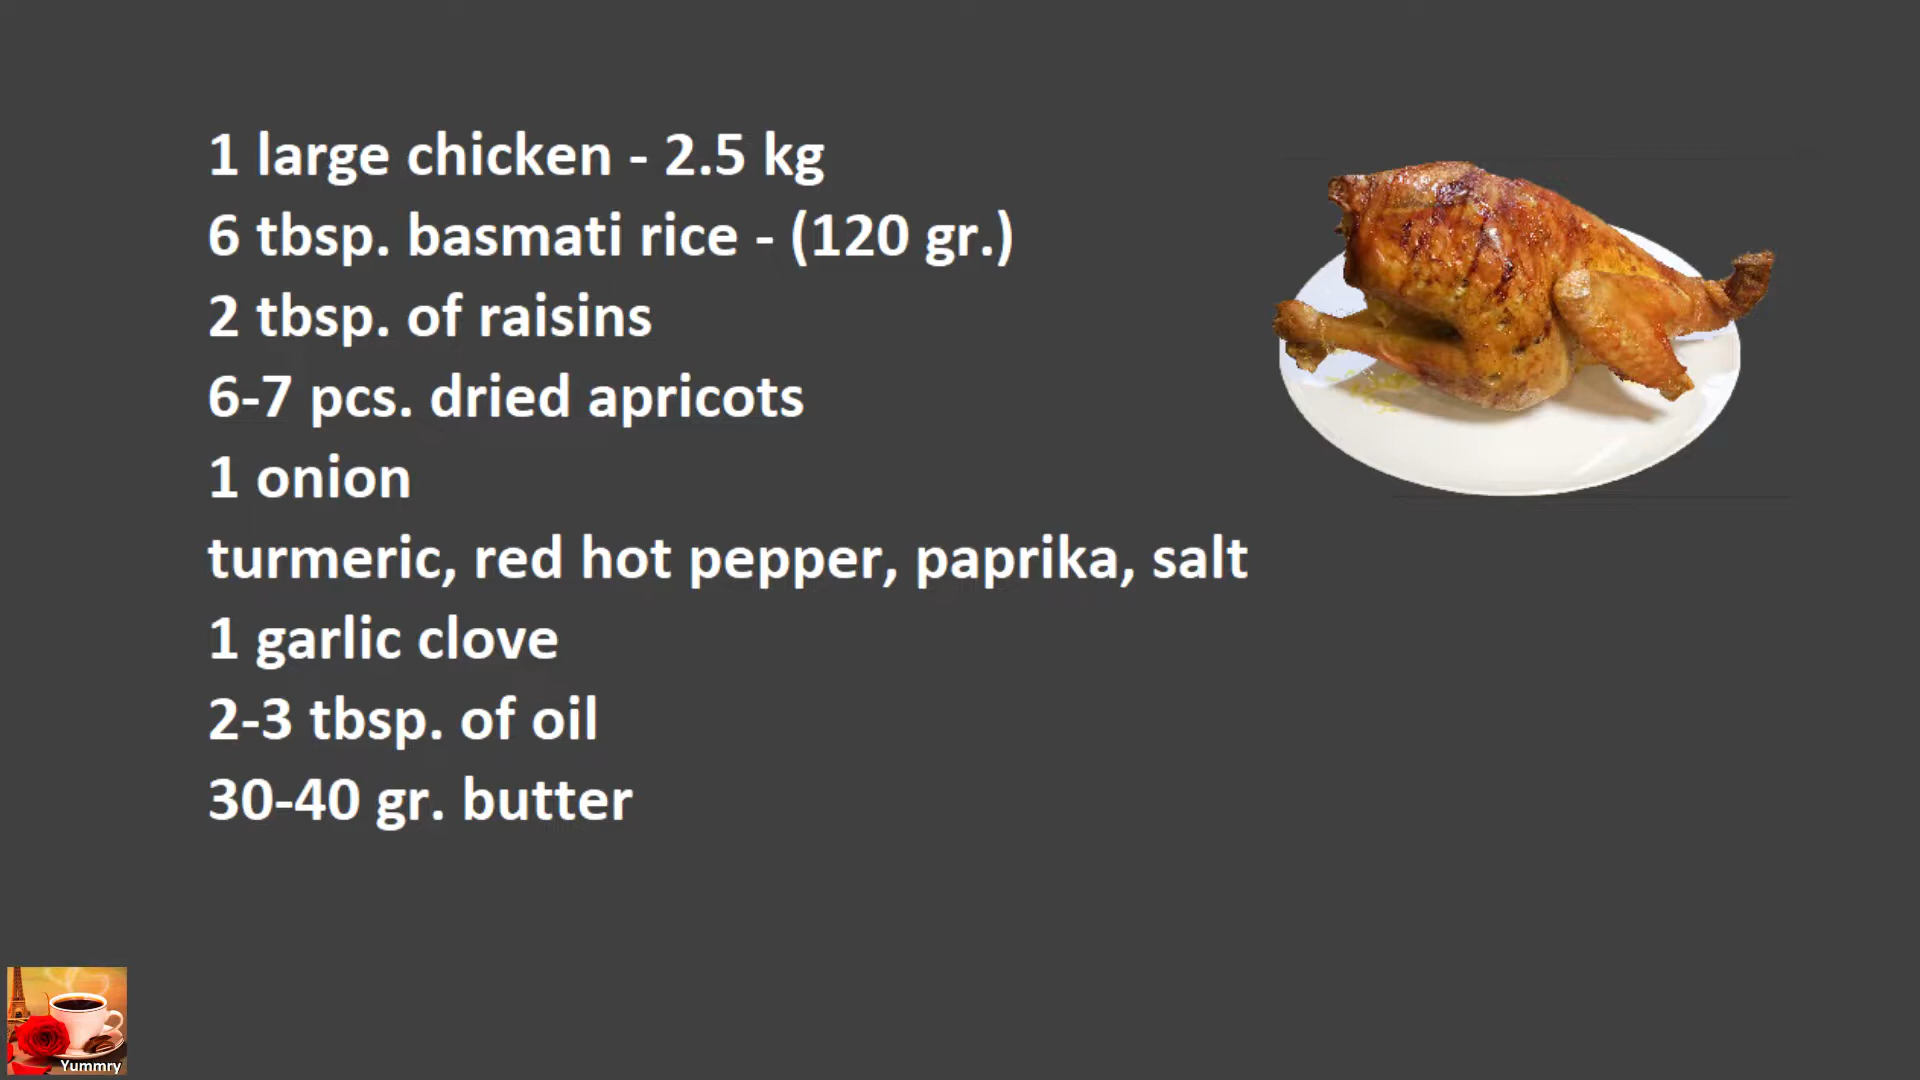 1 large chicken - 2.5 kg
6 tbsp. basmati rice - (120 gr.)
2 tbsp. of raisins
6-7 pcs. dried apricots
1 onion
turmeric, red hot pepper, paprika, salt
1 garlic clove
2-3 tbsp. of oil
30-40 gr. butter
Yummry